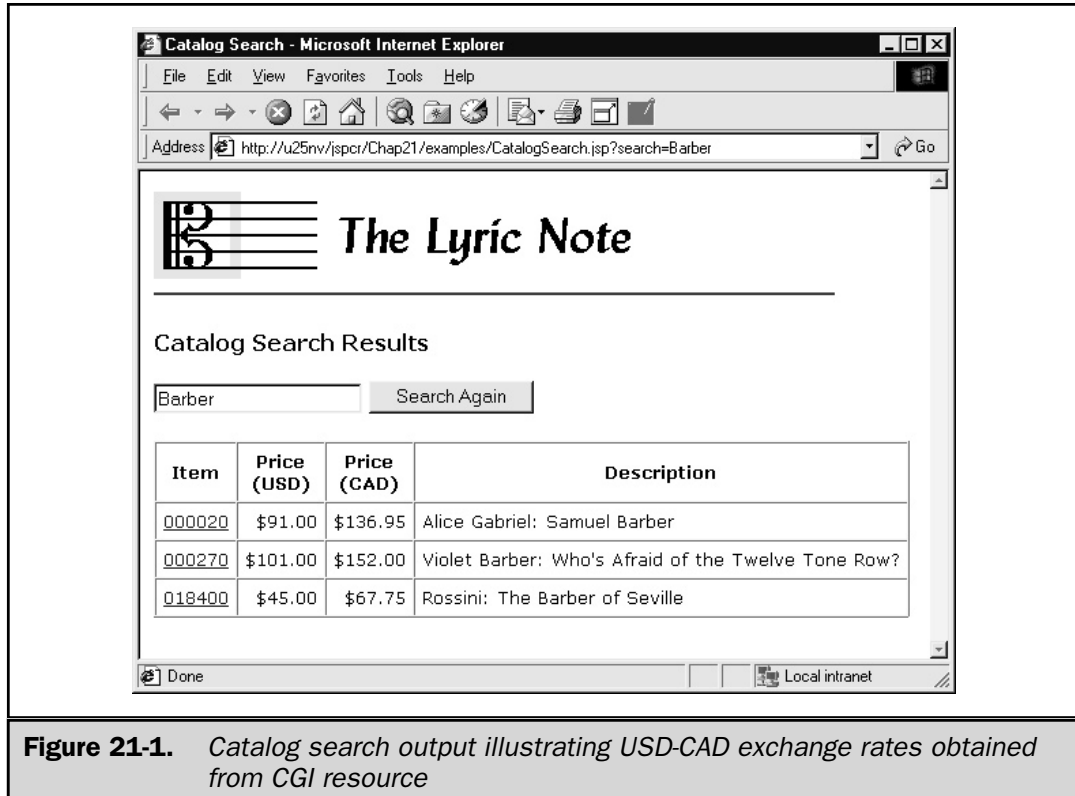 Catalog Search - Microsoft Internet Explorer
File Edit View Favorites Tools Help
Address http://u25nv/jspcr/Chap21/examples/CatalogSearch.jsp?search=Barber Go
The Lyric Note
Catalog Search Results
Barber Search Again
Item Price (USD) Price (CAD) Description
000020 $91.00 $136.95 Alice Gabriel: Samuel Barber
000270 $101.00 $152.00 Violet Barber: Who's Afraid of the Twelve Tone Row?
018400 $45.00 $67.75 Rossini: The Barber of Seville
Done Local intranet
Figure 21-1. Catalog search output illustrating USD-CAD exchange rates obtained
from CGI resource